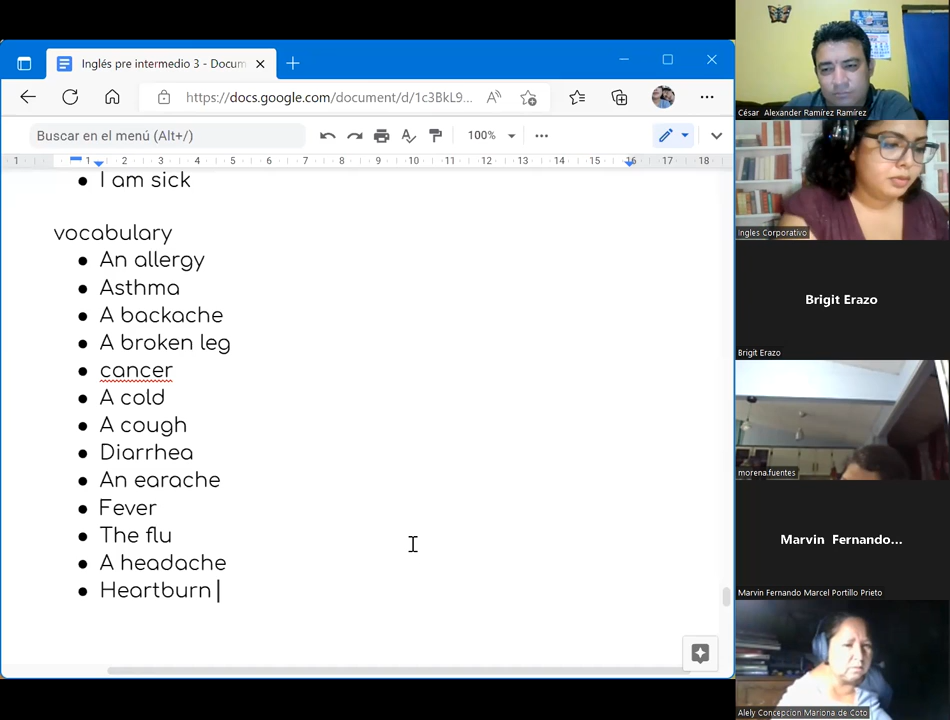 Inglés pre intermedio 3 - Docum
https://docs.google.com/document/d/1c3BkL9...
Buscar en el menú (Alt+/)
100%
1 1 2 3 4 5 6 7 8 9 10 11 12 13 14 15 16 17 18
I am sick
vocabulary
An allergy
Asthma
A backache
A broken leg
cancer
A cold
A cough
Diarrhea
An earache
Fever
The flu
A headache
Heartburn
César Alexander Ramírez Ramírez
Ingles Corporativo
Brigit Erazo
Brigit Erazo
morena.fuentes
Marvin Fernando...
Marvin Fernando Marcel Portillo Prieto
Alely Concepcion Mariona de Coto